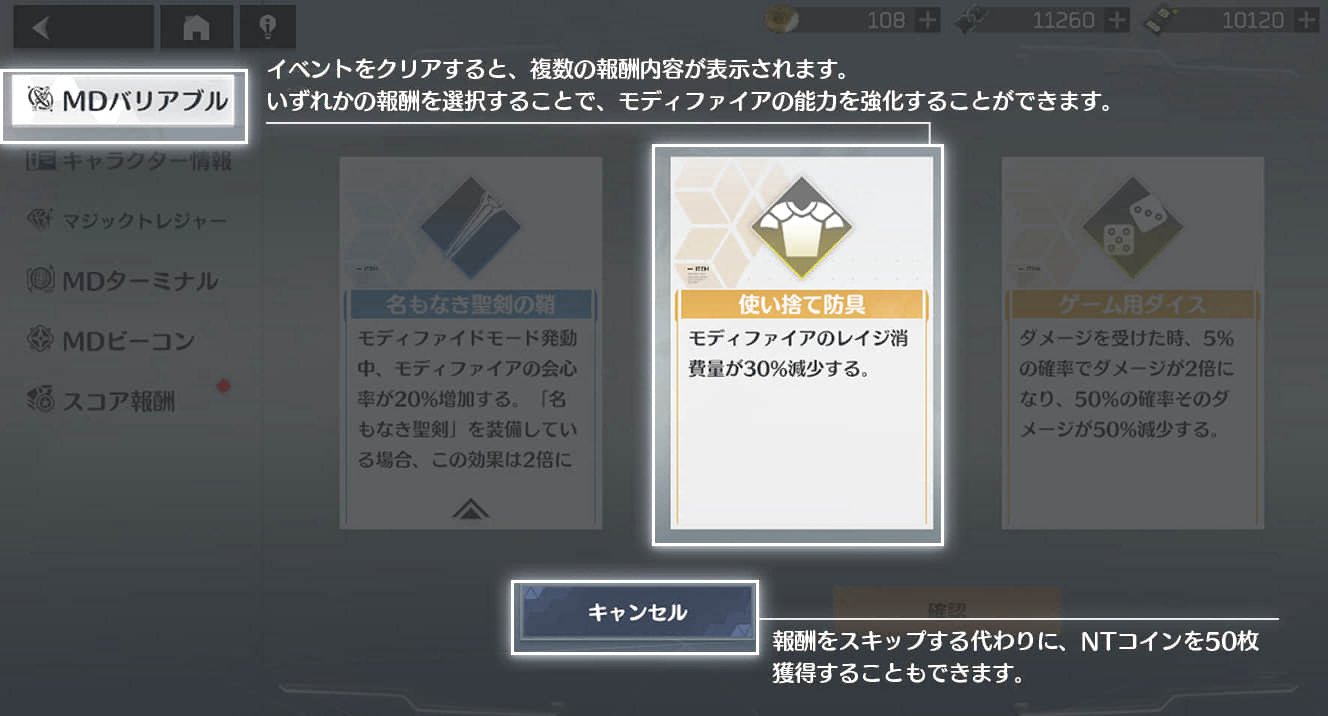 108
11260
10120
イベントをクリアすると、複数の報酬内容が表示されます。
いずれかの報酬を選択することで、モディファイアの能力を強化することができます。
MDバリアブル
キャラクター情報
マジックトレジャー
MDターミナル
MDビーコン
スコア報酬
ITEM
名もなき聖剣の鞘
モディファイドモード発動
中、モディファイアの会心
率が20%増加する。「名
もなき聖剣」を装備してい
る場合、この効果は2倍に
ITEM
使い捨て防具
モディファイアのレイジ消
費量が30%減少する。
ITEM
ゲーム用ダイス
ダメージを受けた時、5%
の確率でダメージが2倍に
なり、50%の確率そのダ
メージが50%減少する。
キャンセル
確認
報酬をスキップする代わりに、NTコインを50枚
獲得することもできます。